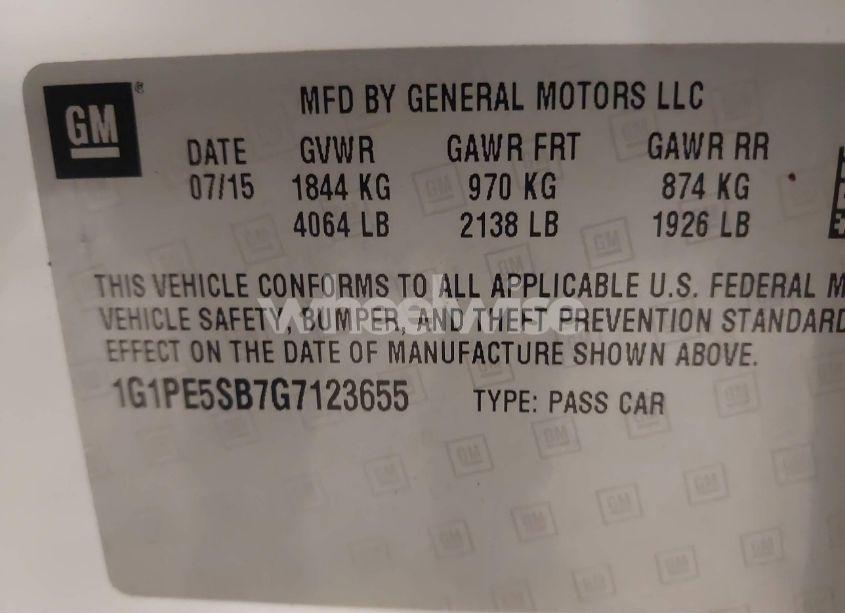 GM ®
MFD BY GENERAL MOTORS LLC
DATE GVWR GAWR FRT GAWR RR
07/15 1844 KG 970 KG 874 KG
4064 LB 2138 LB 1926 LB
THIS VEHICLE CONFORMS TO ALL APPLICABLE U.S. FEDERAL M
VEHICLE SAFETY, BUMPER, AND THEFT PREVENTION STANDARD
EFFECT ON THE DATE OF MANUFACTURE SHOWN ABOVE.
1G1PE5SB7G7123655 TYPE: PASS CAR